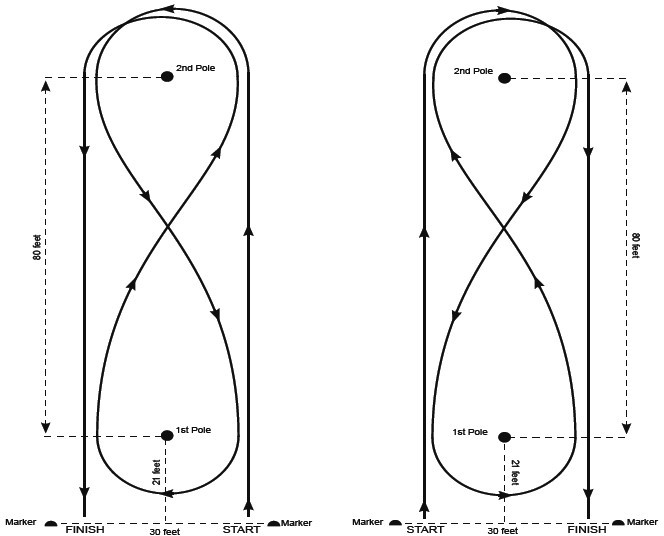 2nd Pole
80 feet
1st Pole
21 feet
Marker
FINISH
30 feet
START
Marker
2nd Pole
80 feet
1st Pole
21 feet
Marker
START
30 feet
FINISH
Marker